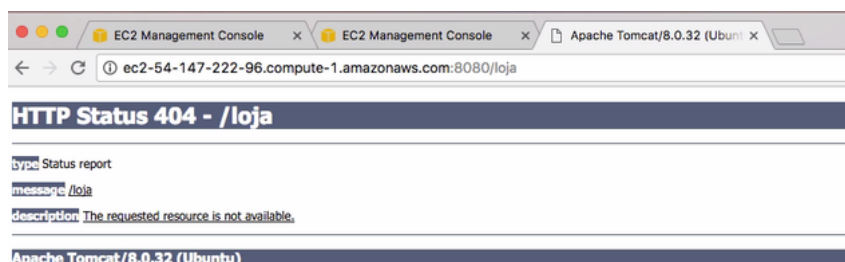 EC2 Management Console
EC2 Management Console
Apache Tomcat/8.0.32 (Ubun
ec2-54-147-222-96.compute-1.amazonaws.com:8080/loja
HTTP Status 404 - /loja
type Status report
message /loja
description The requested resource is not available.
Apache Tomcat/8.0.32 (Ubuntu)